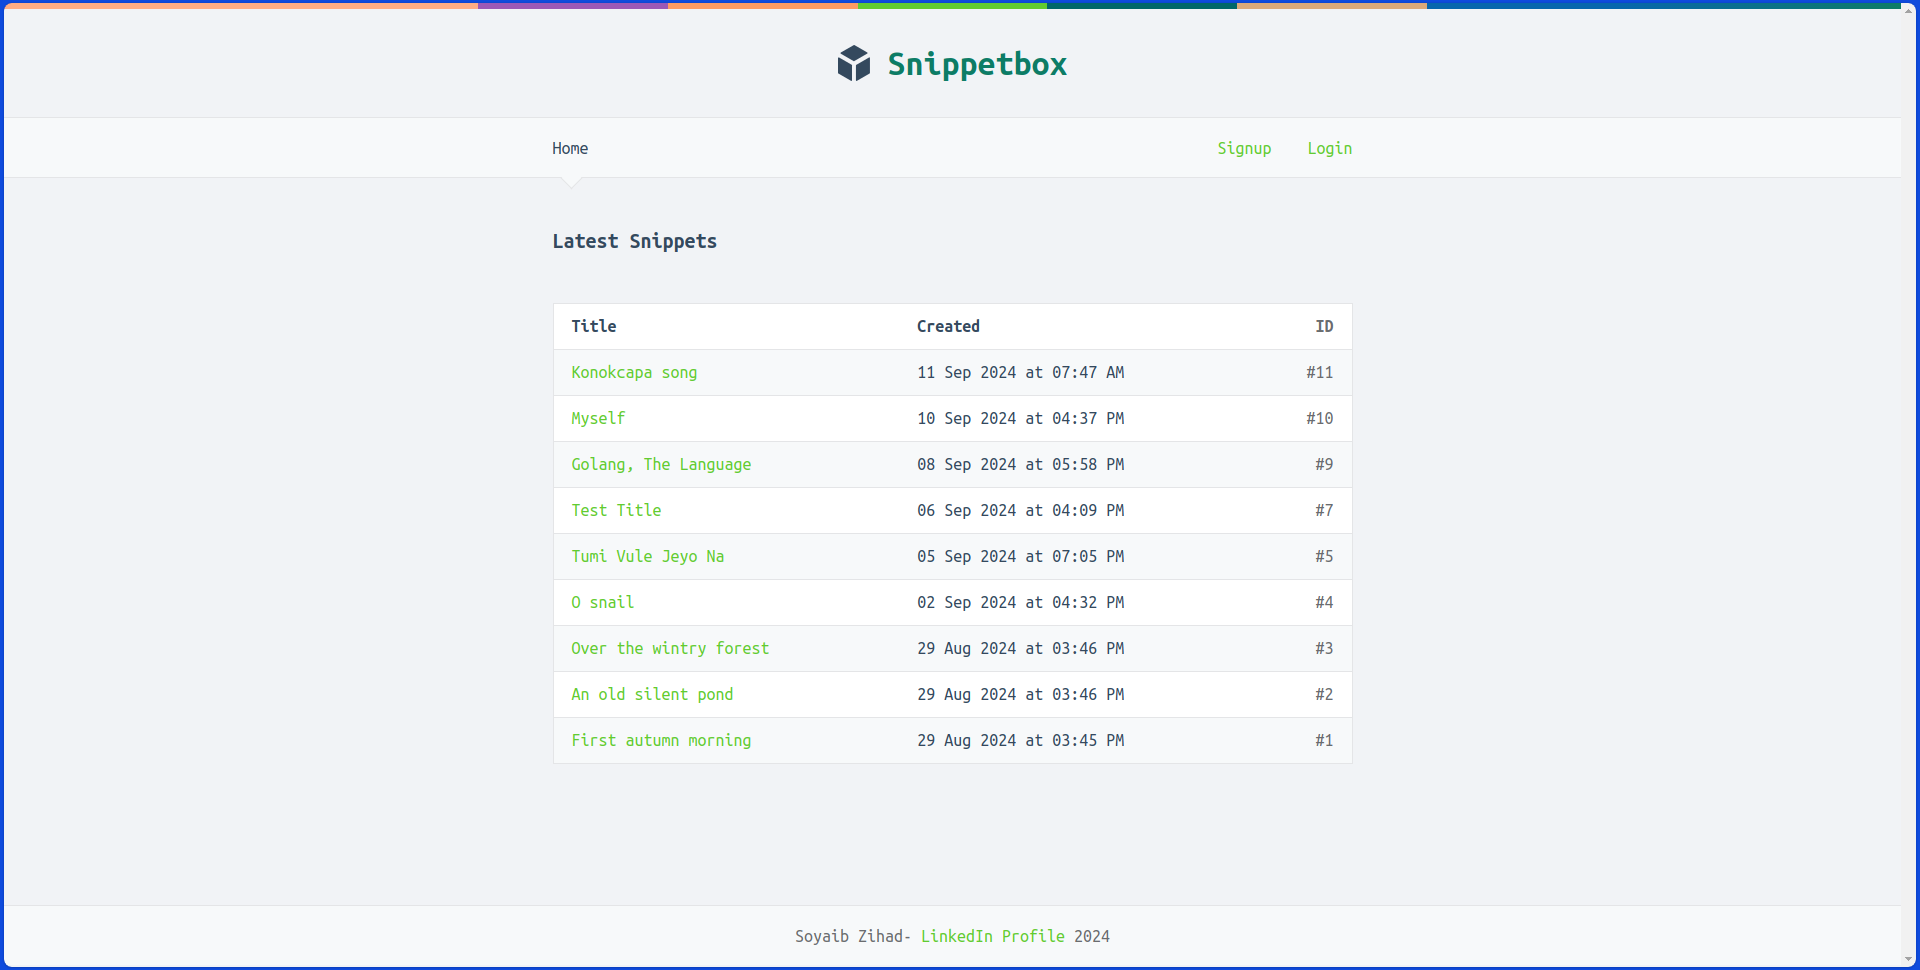 Snippetbox
Home Signup Login
Latest Snippets
Title Created ID
Konokcapa song 11 Sep 2024 at 07:47 AM #11
Myself 10 Sep 2024 at 04:37 PM #10
Golang, The Language 08 Sep 2024 at 05:58 PM #9
Test Title 06 Sep 2024 at 04:09 PM #7
Tumi Vule Jeyo Na 05 Sep 2024 at 07:05 PM #5
O snail 02 Sep 2024 at 04:32 PM #4
Over the wintry forest 29 Aug 2024 at 03:46 PM #3
An old silent pond 29 Aug 2024 at 03:46 PM #2
First autumn morning 29 Aug 2024 at 03:45 PM #1
Soyaib Zihad- LinkedIn Profile 2024